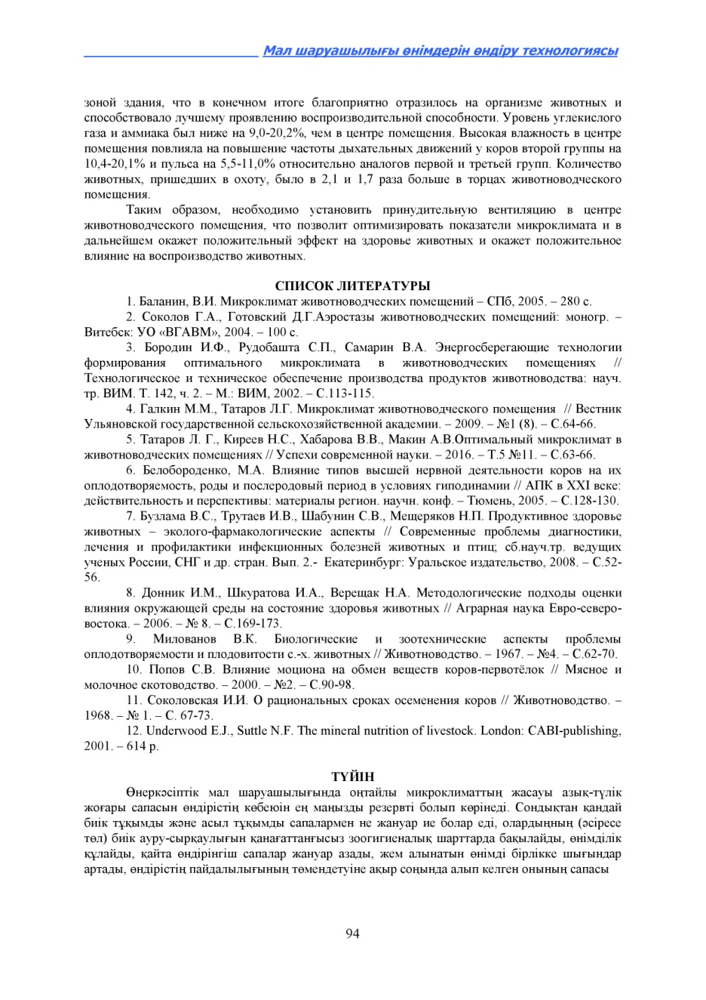 Мал шаруашылығы өнімдерін өндіру технологиясы
зоной здания, что в конечном итоге благоприятно отразилось на организме животных и
способствовало лучшему проявлению воспроизводительной способности. Уровень углекислого
газа и аммиака был ниже на 9,0-20,2%, чем в центре помещения. Высокая влажность в центре
помещения повлияла на повышение частоты дыхательных движений у коров второй группы на
10,4-20,1% и пульса на 5,5-11,0% относительно аналогов первой и третьей групп. Количество
животных, пришедших в охоту, было в 2,1 и 1,7 раза больше в торцах животноводческого
помещения.
Таким образом, необходимо установить принудительную вентиляцию в центре
животноводческого помещения, что позволит оптимизировать показатели микроклимата и в
дальнейшем окажет положительный эффект на здоровье животных и окажет положительное
влияние на воспроизводство животных.
СПИСОК ЛИТЕРАТУРЫ
1. Баланин, В.И. Микроклимат животноводческих помещений – СПб, 2005. – 280 с.
2. Соколов Г.А., Готовский Д.Г.Аэростазы животноводческих помещений: моногр. –
Витебск: УО «ВГАВМ», 2004. – 100 с.
3. Бородин И.Ф., Рудобашта С.П., Самарин В.А. Энергосберегающие технологии
формирования оптимального микроклимата в животноводческих помещениях //
Технологическое и техническое обеспечение производства продуктов животноводства: науч.
тр. ВИМ. Т. 142, ч. 2. – М.: ВИМ, 2002. – С.113-115.
4. Галкин М.М., Татаров Л.Г. Микроклимат животноводческого помещения // Вестник
Ульяновской государственной сельскохозяйственной академии. – 2009. – №1 (8). – С.64-66.
5. Татаров Л. Г., Киреев Н.С., Хабарова В.В., Макин А.В.Оптимальный микроклимат в
животноводческих помещениях // Успехи современной науки. – 2016. – Т.5 №11. – С.63-66.
6. Белобороденко, М.А. Влияние типов высшей нервной деятельности коров на их
оплодотворяемость, роды и послеродовый период в условиях гиподинамии // АПК в XXI веке:
действительность и перспективы: материалы регион. научн. конф. – Тюмень, 2005. – С.128-130.
7. Бузлама В.С., Трутаев И.В., Шабунин С.В., Мещеряков Н.П. Продуктивное здоровье
животных – эколого-фармакологические аспекты // Современные проблемы диагностики,
лечения и профилактики инфекционных болезней животных и птиц; сб.науч.тр. ведущих
ученых России, СНГ и др. стран. Вып. 2.- Екатеринбург: Уральское издательство, 2008. – С.52-
56.
8. Донник И.М., Шкуратова И.А., Верещак Н.А. Методологические подходы оценки
влияния окружающей среды на состояние здоровья животных // Аграрная наука Евро-северо-
востока. – 2006. – № 8. – С.169-173.
9. Милованов В.К. Биологические и зоотехнические аспекты проблемы
оплодотворяемости и плодовитости с.-х. животных // Животноводство. – 1967. – №4. – С.62-70.
10. Попов С.В. Влияние моциона на обмен веществ коров-первотёлок // Мясное и
молочное скотоводство. – 2000. – №2. – С.90-98.
11. Соколовская И.И. О рациональных сроках осеменения коров // Животноводство. –
1968. – № 1. – С. 67-73.
12. Underwood E.J., Suttle N.F. The mineral nutrition of livestock. London: CABI-publishing,
2001. – 614 p.
ТҮЙІН
Өнеркәсіптік мал шаруашылығында оңтайлы микроклиматтың жасауы азық-түлік
жоғары сапасын өндірістің көбеюін ең маңызды резервті болып көрінеді. Сондықтан қандай
биік тұқымды және асыл тұқымды сапалармен не жануар ие болар еді, олардыңның (әсіресе
төл) биік ауру-сырқаулығын қанағаттанғысыз зоогигиеналық шарттарда бақылайды, өнімділік
құлайды, қайта өндірінгіш сапалар жануар азады, жем алынатын өнімді бірлікке шығындар
артады, өндірістің пайдалылығының төмендетуіне ақыр соңында алып келген онының сапасы
94